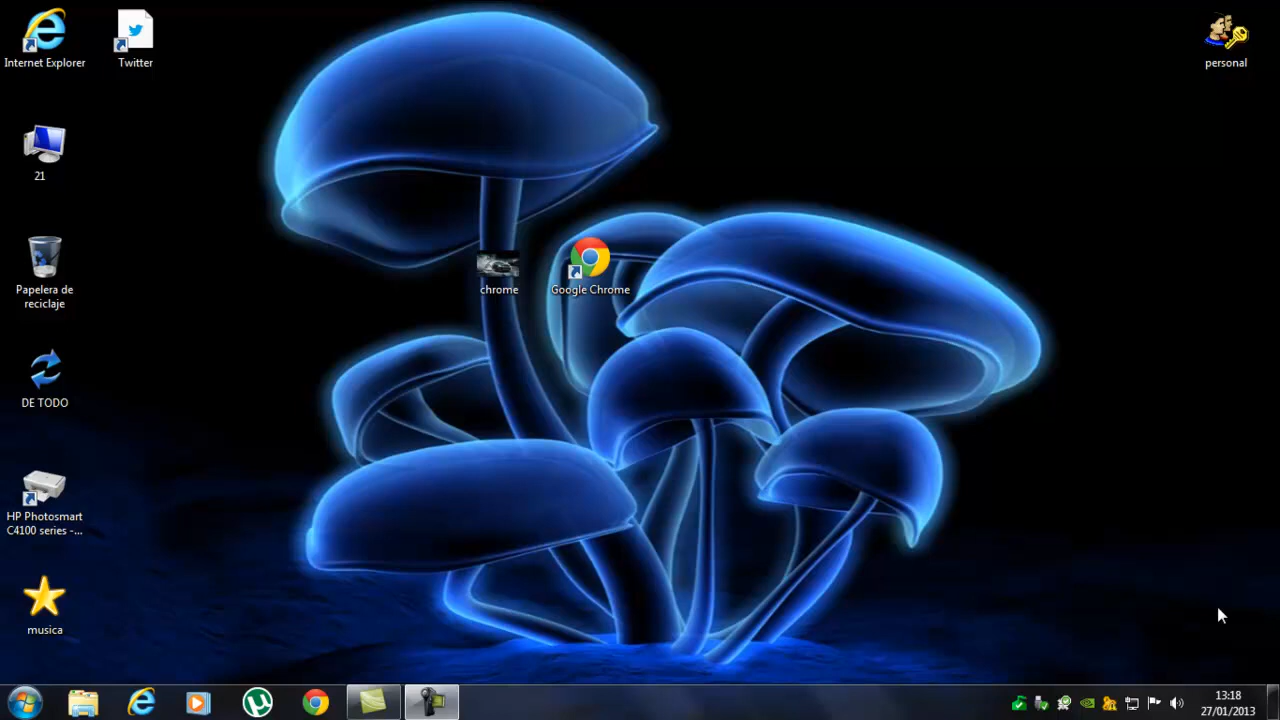 Internet Explorer
Twitter
personal
21
chrome
Google Chrome
Papelera de
reciclaje
DE TODO
HP Photosmart
C4100 series -...
musica
13:18
27/01/2013